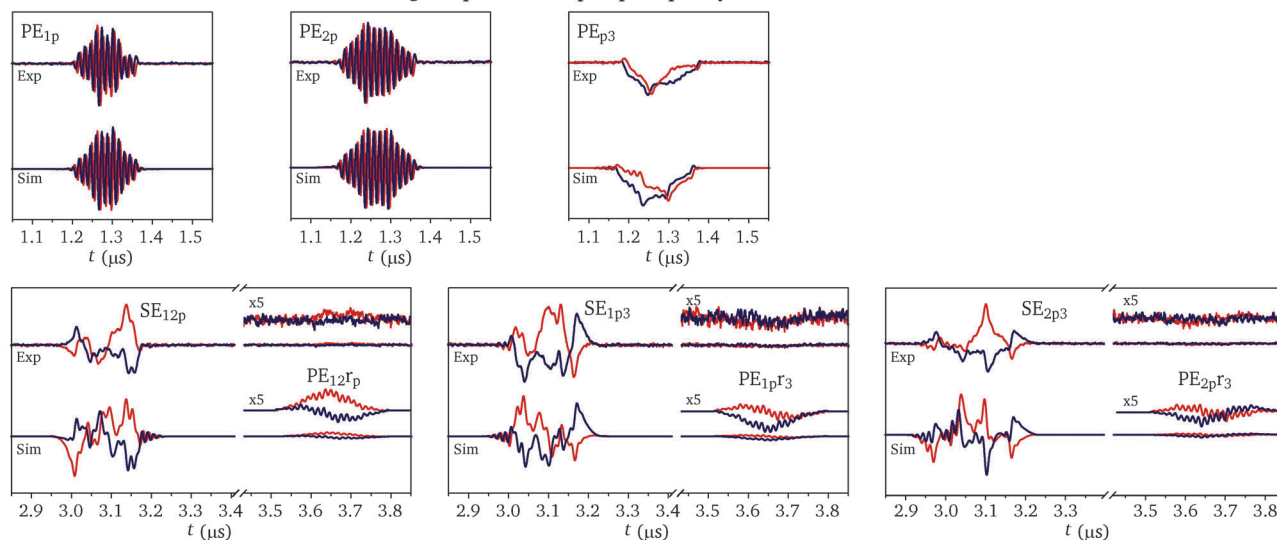 PE1p
Exp
Sim
1.1 1.2 1.3 1.4 1.5
t (μs)
PE2p
Exp
Sim
1.1 1.2 1.3 1.4 1.5
t (μs)
PEp3
Exp
Sim
1.1 1.2 1.3 1.4 1.5
t (μs)
SE12p
x5
Exp
PE12rp
x5
Sim
2.9 3.0 3.1 3.2 3.3 3.4 3.5 3.6 3.7 3.8
t (μs)
SE1p3
x5
Exp
PE1pr3
x5
Sim
2.9 3.0 3.1 3.2 3.3 3.5 3.6 3.7 3.8
t (μs)
SE2p3
x5
Exp
PE2pr3
x5
Sim
2.9 3.0 3.1 3.2 3.3 3.5 3.6 3.7 3.8
t (μs)